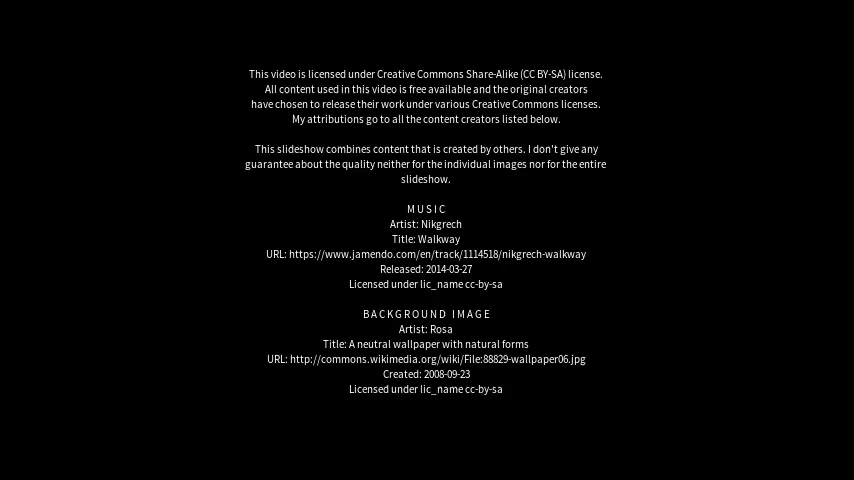 This video is licensed under Creative Commons Share-Alike (CC BY-SA) license.
All content used in this video is free available and the original creators
have chosen to release their work under various Creative Commons licenses.
My attributions go to all the content creators listed below.
This slideshow combines content that is created by others. I don't give any
guarantee about the quality neither for the individual images nor for the entire
slideshow.
MUSIC
Artist: Nikgrech
Title: Walkway
URL: https://www.jamendo.com/en/track/1114518/nikgrech-walkway
Released: 2014-03-27
Licensed under lic_name cc-by-sa
BACKGROUND IMAGE
Artist: Rosa
Title: A neutral wallpaper with natural forms
URL: http://commons.wikimedia.org/wiki/File:88829-wallpaper06.jpg
Created: 2008-09-23
Licensed under lic_name cc-by-sa